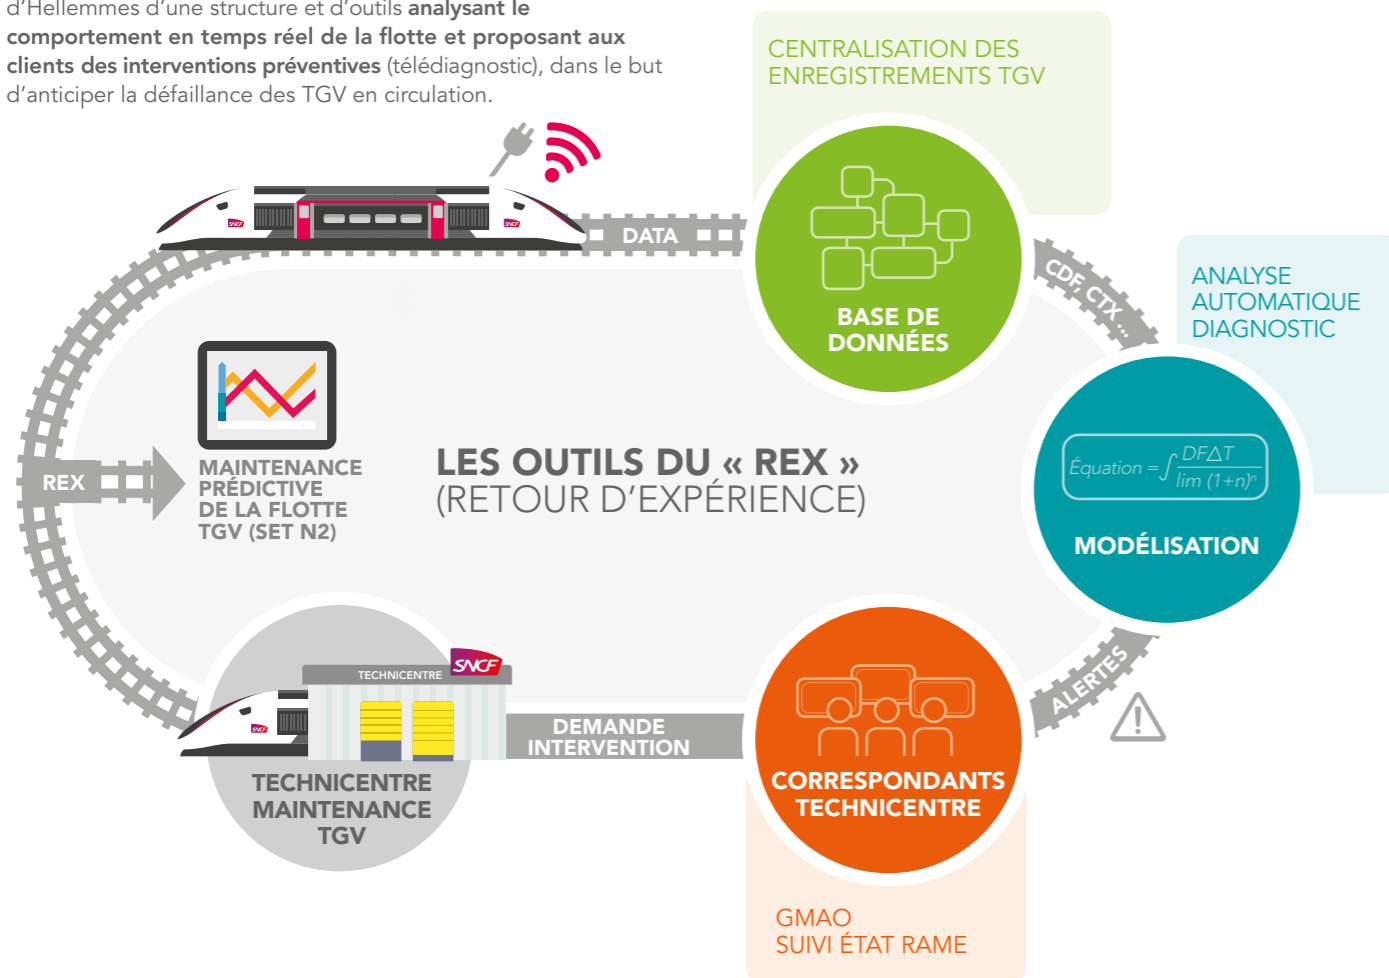 d'Hellemmes d'une structure et d'outils analysant le
comportement en temps réel de la flotte et proposant aux
clients des interventions préventives (télédiagnostic), dans le but
d'anticiper la défaillance des TGV en circulation.
CENTRALISATION DES
ENREGISTREMENTS TGV
SNCF
SNCF
DATA
BASE DE
DONNÉES
CDF, CTX ...
ANALYSE
AUTOMATIQUE
DIAGNOSTIC
Équation = ∫ DF∆T
lim (1+n)ⁿ
MODÉLISATION
LES OUTILS DU « REX »
(RETOUR D'EXPÉRIENCE)
REX
MAINTENANCE
PRÉDICTIVE
DE LA FLOTTE
TGV (SET N2)
ALERTES
TECHNICENTRE
SNCF
SNCF
DEMANDE
INTERVENTION
TECHNICENTRE
MAINTENANCE
TGV
CORRESPONDANTS
TECHNICENTRE
GMAO
SUIVI ÉTAT RAME